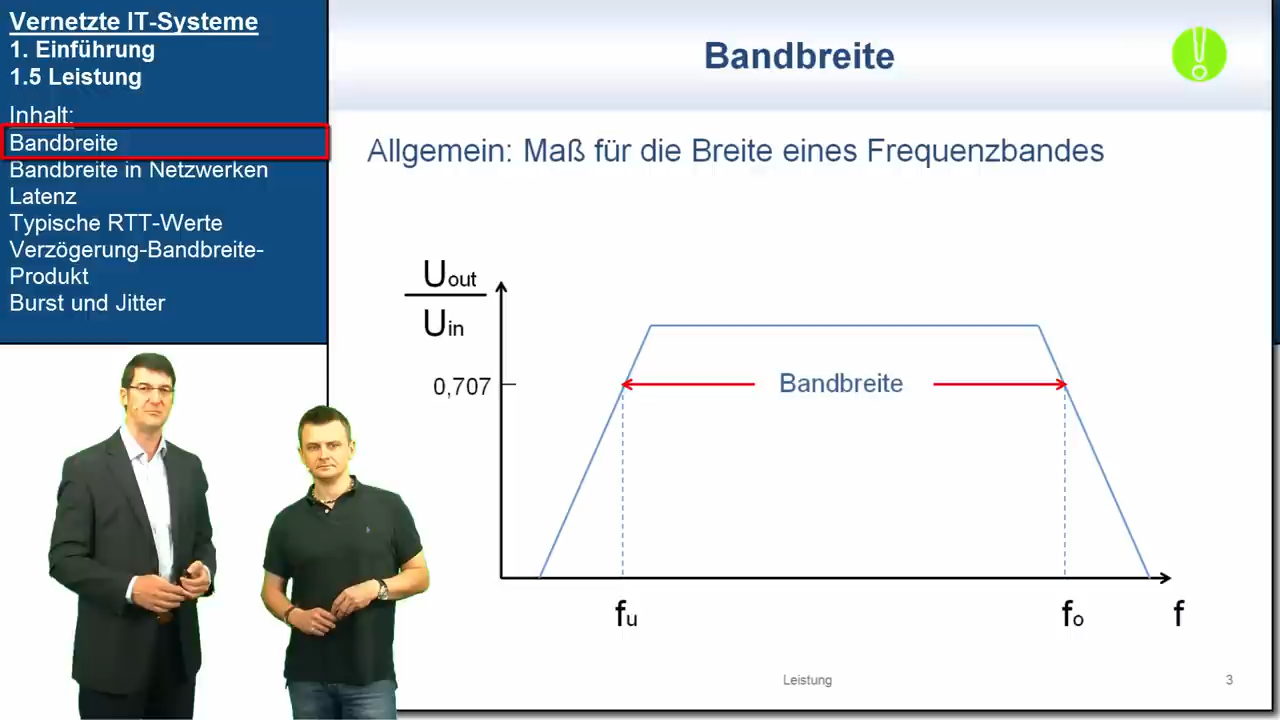 Vernetzte IT-Systeme
1. Einführung
1.5 Leistung
Inhalt:
Bandbreite
Bandbreite in Netzwerken
Latenz
Typische RTT-Werte
Verzögerung-Bandbreite-
Produkt
Burst und Jitter
Bandbreite
Allgemein: Maß für die Breite eines Frequenzbandes
Uout
Uin
0,707
Bandbreite
fu
fo
f
Leistung
3